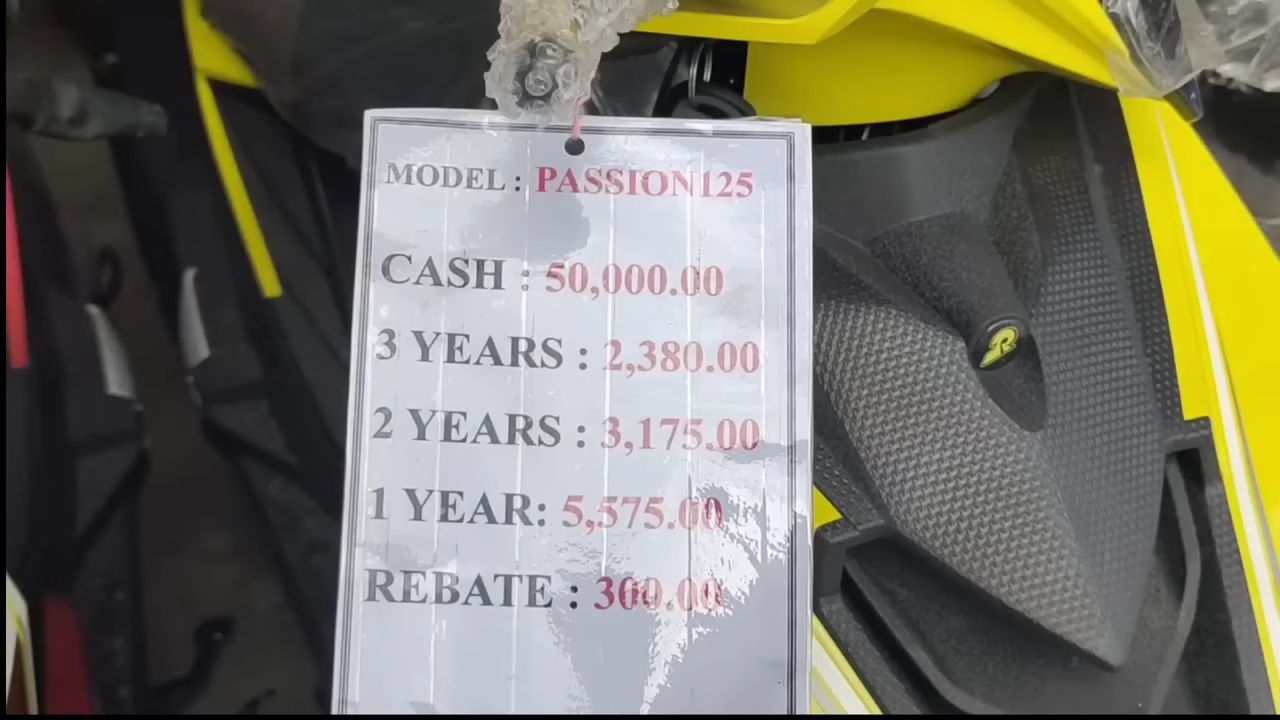 MODEL : PASSION125
CASH : 50,000.00
3 YEARS : 2,380.00
2 YEARS : 3,175.00
1 YEAR: 5,575.00
REBATE : 300.00
R